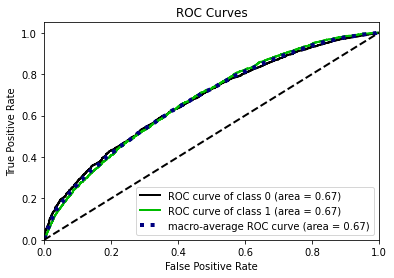 ROC Curves
1.0
0.8
0.6
0.4
0.2
0.0
True Positive Rate
ROC curve of class 0 (area = 0.67)
ROC curve of class 1 (area = 0.67)
macro-average ROC curve (area = 0.67)
0.0 0.2 0.4 0.6 0.8 1.0
False Positive Rate